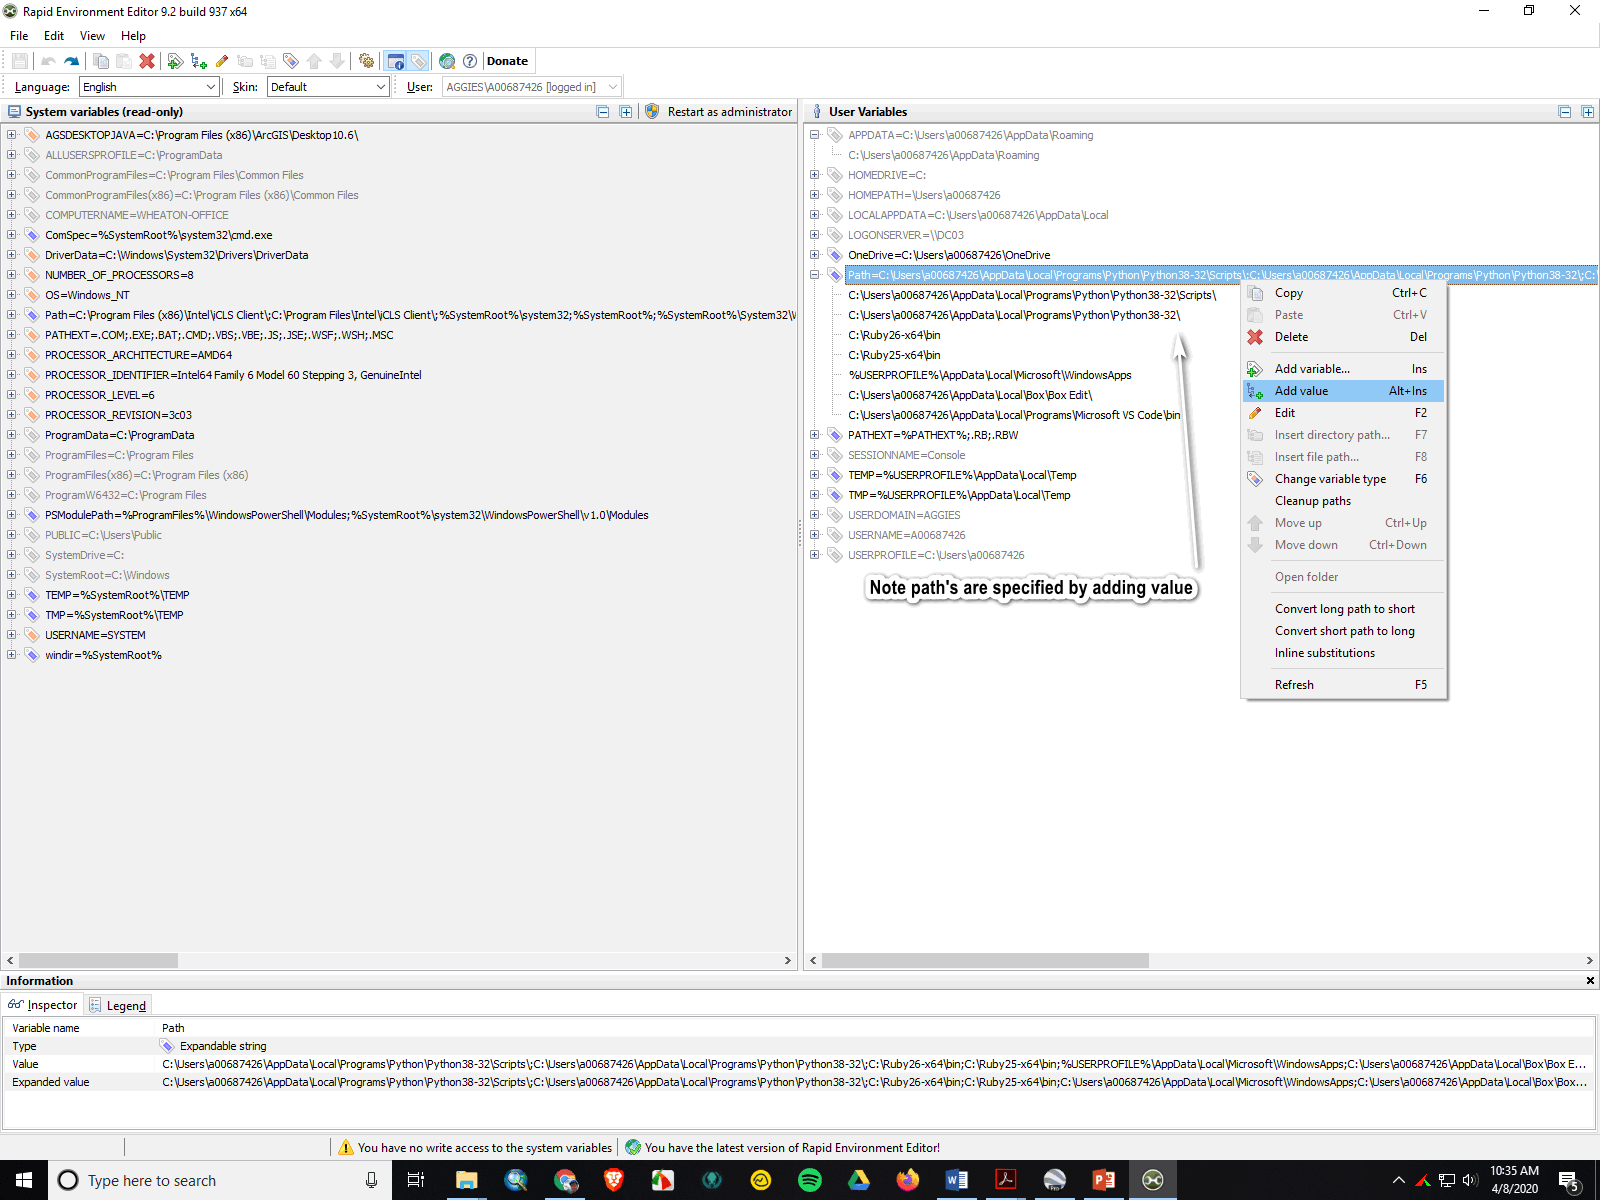 Rapid Environment Editor 9.2 build 937 x64
File Edit View Help
Donate
Language: English Skin: Default User: AGGIES\A00687426 [logged in]
System variables (read-only) Restart as administrator
AGSDESKTOPJAVA=C:\Program Files (x86)\ArcGIS\Desktop10.6\
ALLUSERSPROFILE=C:\ProgramData
CommonProgramFiles=C:\Program Files\Common Files
CommonProgramFiles(x86)=C:\Program Files (x86)\Common Files
COMPUTERNAME=WHEATON-OFFICE
ComSpec=%SystemRoot%\system32\cmd.exe
DriverData=C:\Windows\System32\Drivers\DriverData
NUMBER_OF_PROCESSORS=8
OS=Windows_NT
Path=C:\Program Files (x86)\Intel\iCLS Client\;C:\Program Files\Intel\iCLS Client\;%SystemRoot%\system32;%SystemRoot%;%SystemRoot%\System32\W
PATHEXT=.COM;.EXE;.BAT;.CMD;.VBS;.VBE;.JS;.JSE;.WSF;.WSH;.MSC
PROCESSOR_ARCHITECTURE=AMD64
PROCESSOR_IDENTIFIER=Intel64 Family 6 Model 60 Stepping 3, GenuineIntel
PROCESSOR_LEVEL=6
PROCESSOR_REVISION=3c03
ProgramData=C:\ProgramData
ProgramFiles=C:\Program Files
ProgramFiles(x86)=C:\Program Files (x86)
ProgramW6432=C:\Program Files
PSModulePath=%ProgramFiles%\WindowsPowerShell\Modules;%SystemRoot%\system32\WindowsPowerShell\v1.0\Modules
PUBLIC=C:\Users\Public
SystemDrive=C:
SystemRoot=C:\Windows
TEMP=%SystemRoot%\TEMP
TMP=%SystemRoot%\TEMP
USERNAME=SYSTEM
windir=%SystemRoot%
User Variables
APPDATA=C:\Users\a00687426\AppData\Roaming
C:\Users\a00687426\AppData\Roaming
HOMEDRIVE=C:
HOMEPATH=\Users\a00687426
LOCALAPPDATA=C:\Users\a00687426\AppData\Local
LOGONSERVER=\\DC03
OneDrive=C:\Users\a00687426\OneDrive
Path=C:\Users\a00687426\AppData\Local\Programs\Python\Python38-32\Scripts\;C:\Users\a00687426\AppData\Local\Programs\Python\Python38-32\;C:\
C:\Users\a00687426\AppData\Local\Programs\Python\Python38-32\Scripts\
C:\Users\a00687426\AppData\Local\Programs\Python\Python38-32\
C:\Ruby26-x64\bin
C:\Ruby25-x64\bin
%USERPROFILE%\AppData\Local\Microsoft\WindowsApps
C:\Users\a00687426\AppData\Local\Box\Box Edit\
C:\Users\a00687426\AppData\Local\Programs\Microsoft VS Code\bin
PATHEXT=%PATHEXT%;.RB;.RBW
SESSIONNAME=Console
TEMP=%USERPROFILE%\AppData\Local\Temp
TMP=%USERPROFILE%\AppData\Local\Temp
USERDOMAIN=AGGIES
USERNAME=A00687426
USERPROFILE=C:\Users\a00687426
Note path's are specified by adding value
Copy Ctrl+C
Paste Ctrl+V
Delete Del
Add variable... Ins
Add value Alt+Ins
Edit F2
Insert directory path... F7
Insert file path... F8
Change variable type F6
Cleanup paths
Move up Ctrl+Up
Move down Ctrl+Down
Open folder
Convert long path to short
Convert short path to long
Inline substitutions
Refresh F5
Information
Inspector Legend
Variable name Path
Type Expandable string
Value C:\Users\a00687426\AppData\Local\Programs\Python\Python38-32\Scripts\;C:\Users\a00687426\AppData\Local\Programs\Python\Python38-32\;C:\Ruby26-x64\bin;C:\Ruby25-x64\bin;%USERPROFILE%\AppData\Local\Microsoft\WindowsApps;C:\Users\a00687426\AppData\Local\Box\Box E...
Expanded value C:\Users\a00687426\AppData\Local\Programs\Python\Python38-32\Scripts\;C:\Users\a00687426\AppData\Local\Programs\Python\Python38-32\;C:\Ruby26-x64\bin;C:\Ruby25-x64\bin;C:\Users\a00687426\AppData\Local\Microsoft\WindowsApps;C:\Users\a00687426\AppData\Local\Box\Box...
You have no write access to the system variables You have the latest version of Rapid Environment Editor!
Type here to search
10:35 AM
4/8/2020
5